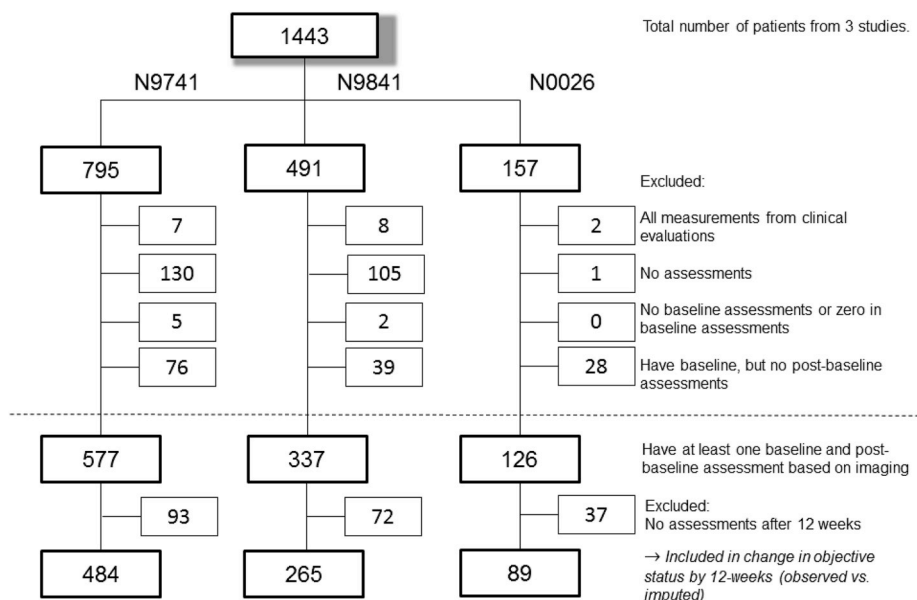 1443
Total number of patients from 3 studies.
N9741 N9841 N0026
795 491 157
Excluded:
7 8 2 All measurements from clinical
evaluations
130 105 1 No assessments
5 2 0 No baseline assessments or zero in
baseline assessments
76 39 28 Have baseline, but no post-baseline
assessments
577 337 126 Have at least one baseline and post-
baseline assessment based on imaging
93 72 37 Excluded:
No assessments after 12 weeks
484 265 89 → Included in change in objective
status by 12-weeks (observed vs.
imputed)